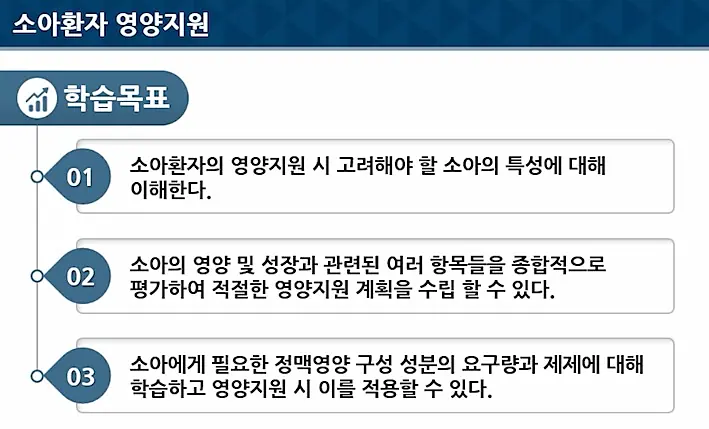 소아환자 영양지원
학습목표
01
소아환자의 영양지원 시 고려해야 할 소아의 특성에 대해
이해한다.
02
소아의 영양 및 성장과 관련된 여러 항목들을 종합적으로
평가하여 적절한 영양지원 계획을 수립 할 수 있다.
03
소아에게 필요한 정맥영양 구성 성분의 요구량과 제제에 대해
학습하고 영양지원 시 이를 적용할 수 있다.